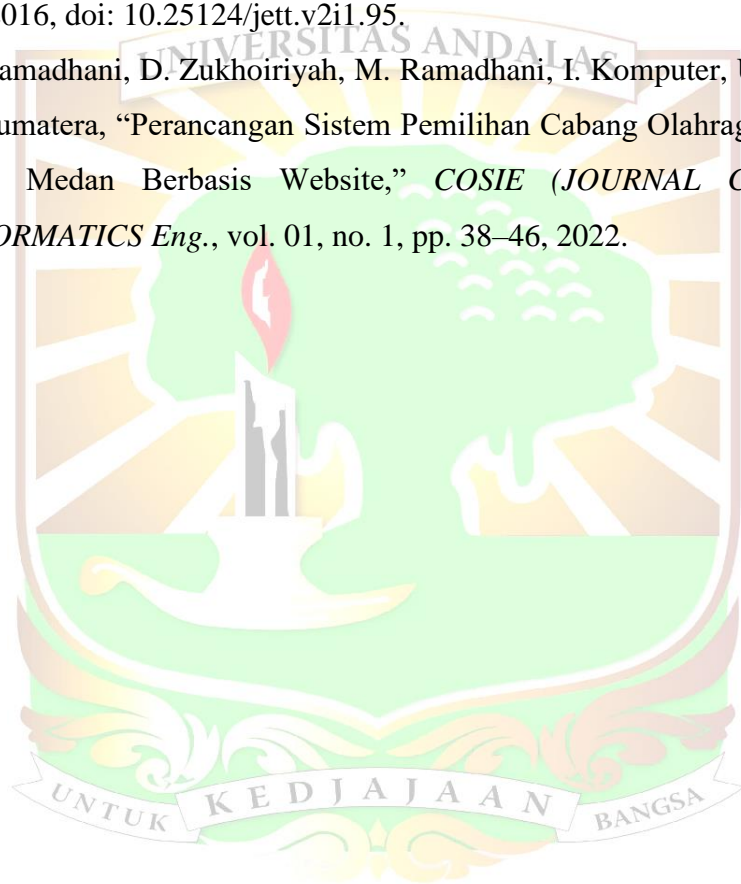 2016, doi: 10.25124/jett.v2i1.95.
UNIVERSITAS ANDALAS
amadhani, D. Zukhoiriyah, M. Ramadhani, I. Komputer, U
umatera, “Perancangan Sistem Pemilihan Cabang Olahrag
Medan Berbasis Website,” COSIE (JOURNAL
ORMATICS Eng., vol. 01, no. 1, pp. 38–46, 2022.
UNTUK KEDJAJAAN BANGSA